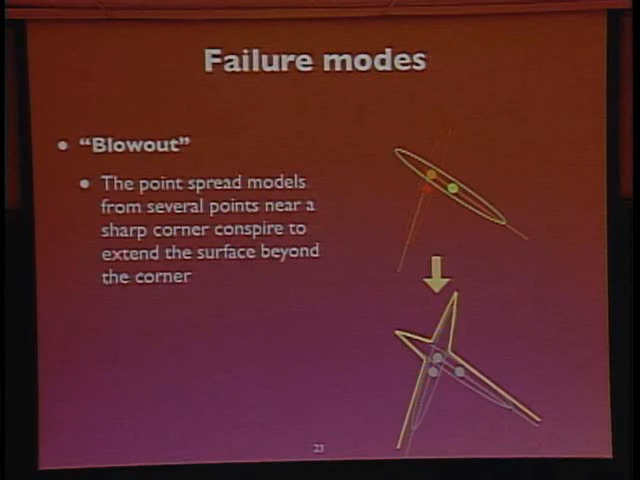 Failure modes
• "Blowout"
• The point spread models
from several points near a
sharp corner conspire to
extend the surface beyond
the corner
23